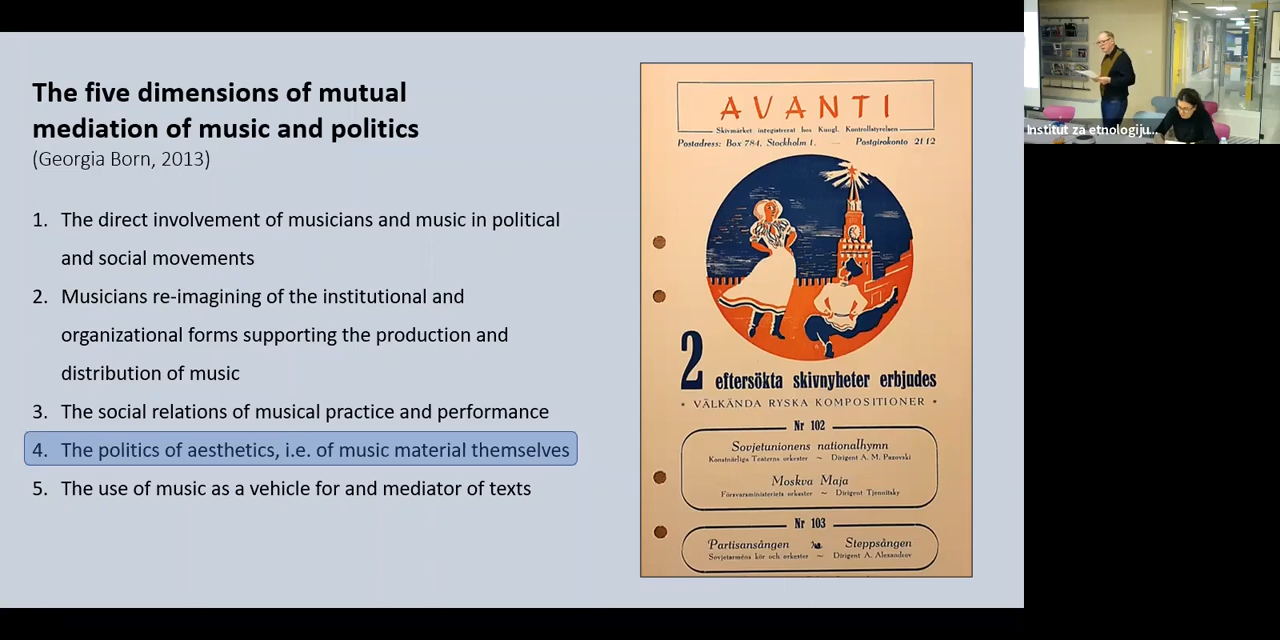 The five dimensions of mutual
mediation of music and politics
(Georgia Born, 2013)
1. The direct involvement of musicians and music in political
and social movements
2. Musicians re-imagining of the institutional and
organizational forms supporting the production and
distribution of music
3. The social relations of musical practice and performance
4. The politics of aesthetics, i.e. of music material themselves
5. The use of music as a vehicle for and mediator of texts
AVANTI
Skivmärket integistrerat hos Kungl. Kontrollstyrelsen
Postadress: Box 784, Stockholm 1. — Postgirokonto 21 12
2 eftersökta skivnyheter erbjudes
• VÄLKÄNDA RYSKA KOMPOSITIONER •
Nr 102
Sovjetunionens nationalhymn
Konstnärliga Teaterns orkester ~ Dirigent A. M. Pazovski
Moskva Maja
Försvarsministeriets orkester ~ Dirigent Tjernitsky
Nr 103
Partisansången Steppsången
Sovjetarméns kör och orkester ~ Dirigent A. Alexandrov
Institut za etnologiju...